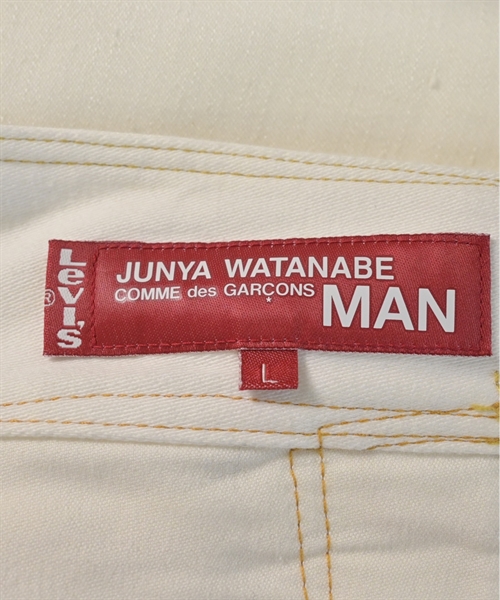 Levi's
®
JUNYA WATANABE
COMME des GARÇONS
*
MAN
L